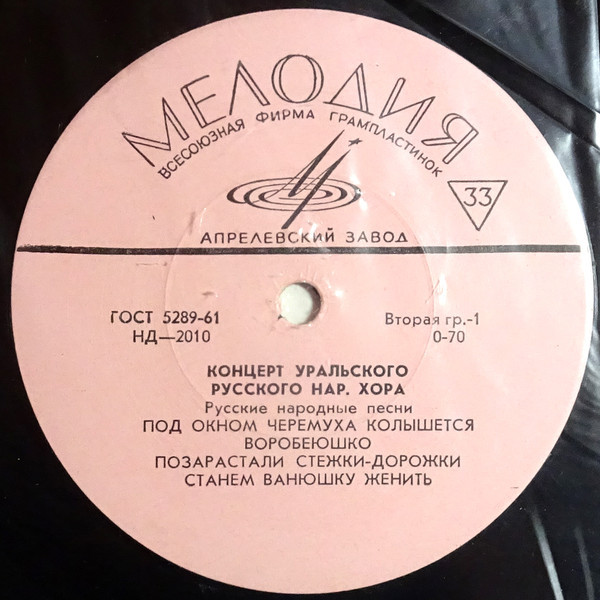 МЕЛОДИЯ
ВСЕСОЮЗНАЯ ФИРМА ГРАМПЛАСТИНОК
33
АПРЕЛЕВСКИЙ ЗАВОД
ГОСТ 5289-61 Вторая гр.-1
НД—2010 0-70
КОНЦЕРТ УРАЛЬСКОГО
РУССКОГО НАР. ХОРА
Русские народные песни
ПОД ОКНОМ ЧЕРЕМУХА КОЛЫШЕТСЯ
ВОРОБЕЮШКО
ПОЗАРАСТАЛИ СТЕЖКИ-ДОРОЖКИ
СТАНЕМ ВАНЮШКУ ЖЕНИТЬ